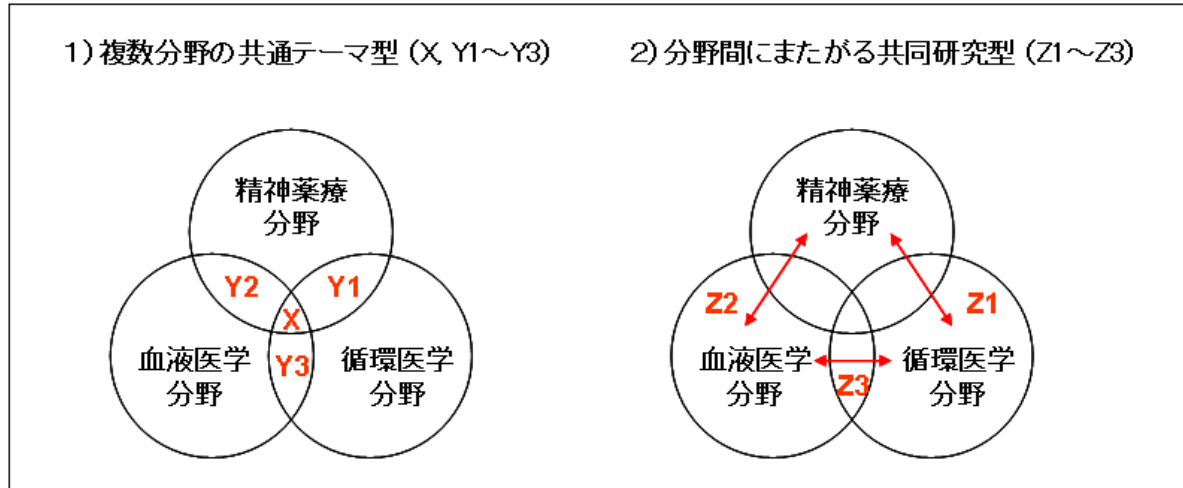 1)複数分野の共通テーマ型(X, Y1~Y3)
精神薬療
分野
Y2
Y1
X
Y3
血液医学
分野
循環医学
分野
2)分野間にまたがる共同研究型(Z1~Z3)
精神薬療
分野
Z2
Z1
血液医学
分野
Z3
循環医学
分野